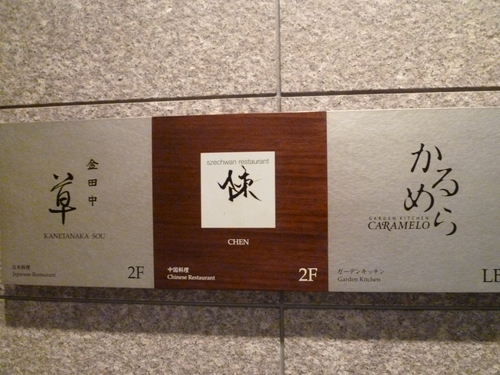 金田中
草
KANETANAKA SOU
日本料理
Japanese Restaurant
2F
szechwan restaurant
陳
CHEN
中国料理
Chinese Restaurant
2F
かるめら
GARDEN KITCHEN
CARAMELO
ガーデンキッチン
Garden Kitchen